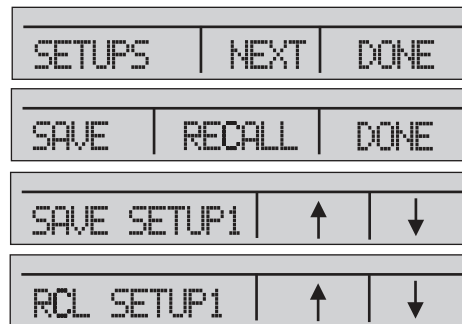 SETUPS | NEXT | DONE
SAVE | RECALL | DONE
SAVE SETUP1 | ↑ | ↓
RCL SETUP1 | ↑ | ↓